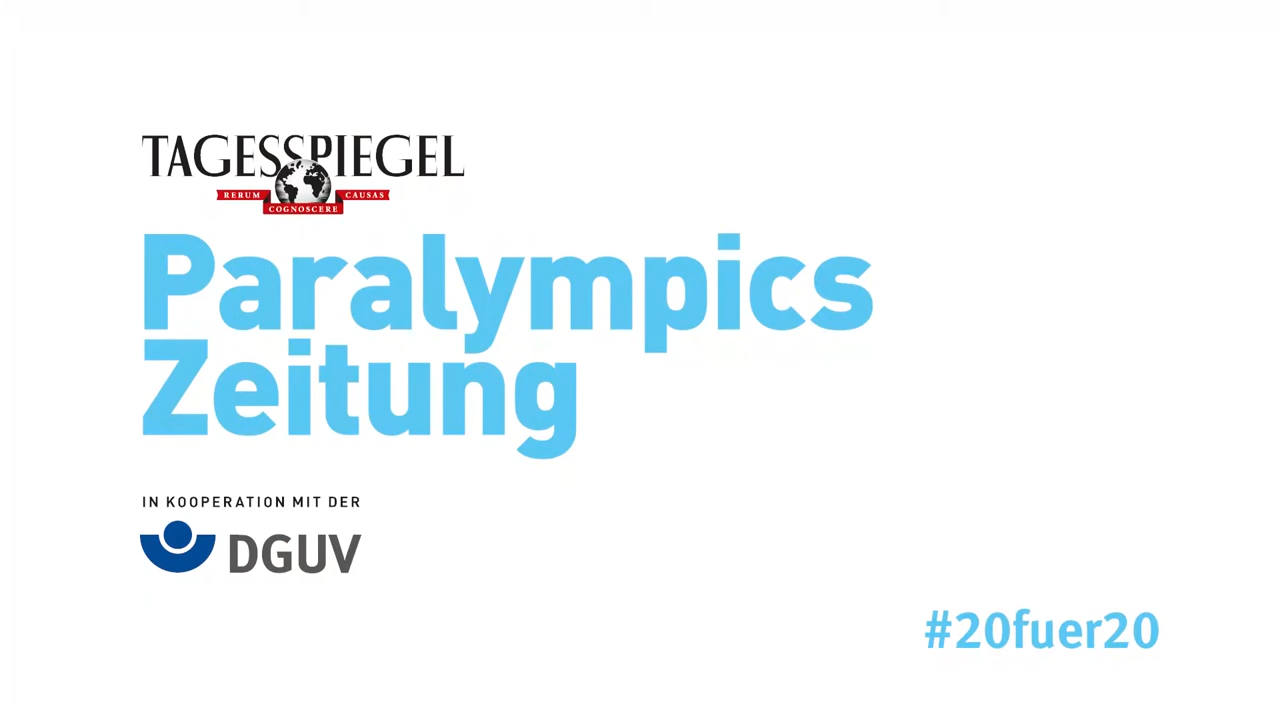 TAGESSPIEGEL
RERUM CAUSAS
COGNOSCERE
Paralympics
Zeitung
IN KOOPERATION MIT DER
DGUV
#20fuer20